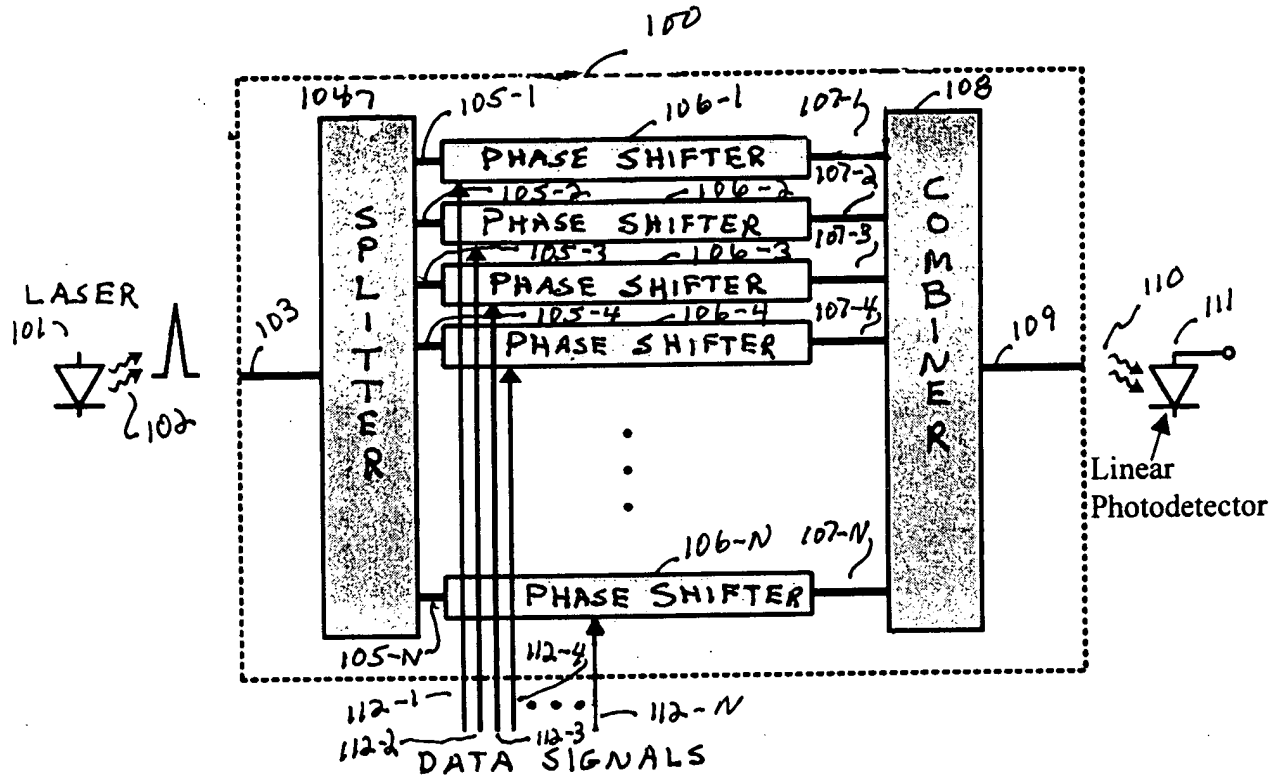 100
104
105-1
106-1
107-1
108
PHASE SHIFTER
105-2
106-2
107-2
PHASE SHIFTER
105-3
106-3
107-3
PHASE SHIFTER
105-4
106-4
107-4
PHASE SHIFTER
SPLITTER
COMBINER
LASER
101
102
103
109
110
111
Linear
Photodetector
106-N
107-N
PHASE SHIFTER
105-N
112-1
112-2
112-3
112-4
112-N
DATA SIGNALS